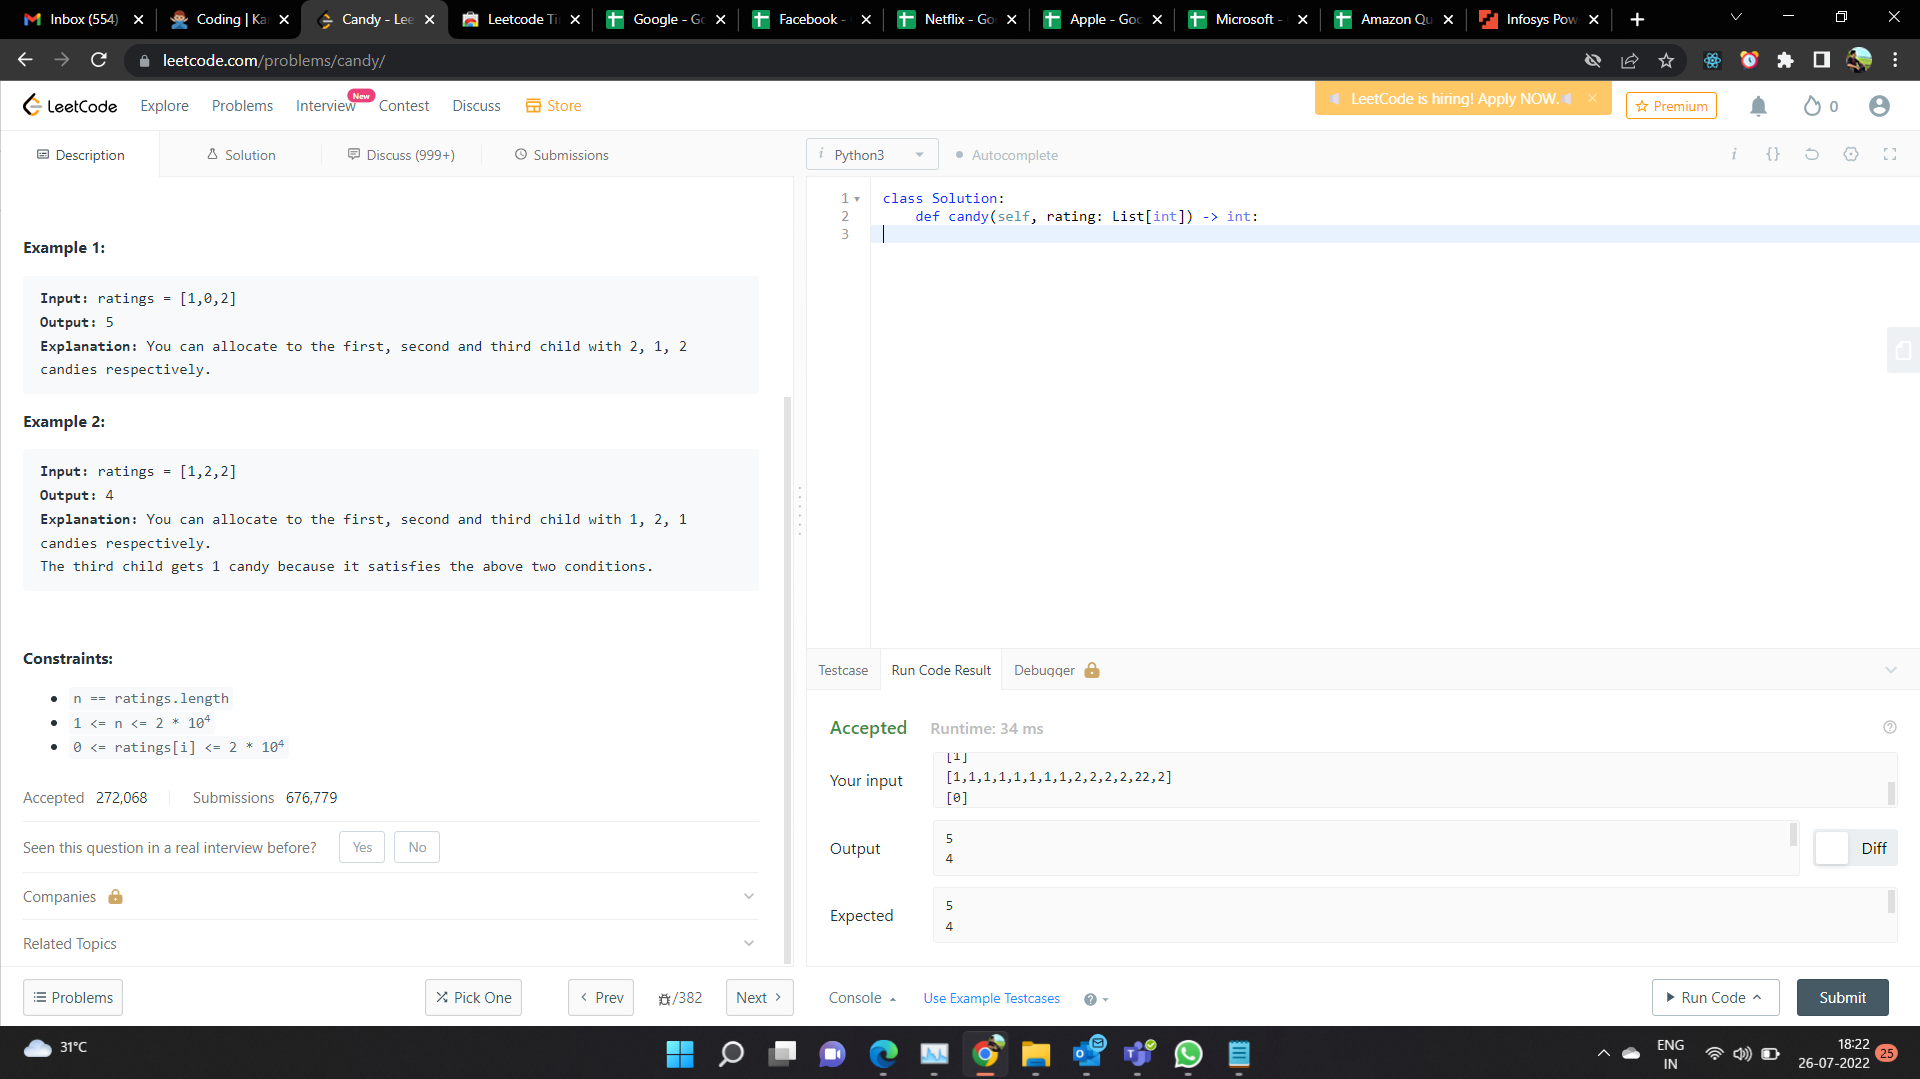 Inbox (554)
Coding | Ka
Candy - Lee
Leetcode Ti
Google - Go
Facebook -
Netflix - Go
Apple - Goo
Microsoft -
Amazon Qu
Infosys Pow
leetcode.com/problems/candy/
LeetCode
Explore
Problems
Interview
New
Contest
Discuss
Store
LeetCode is hiring! Apply NOW.
Premium
0
Description
Solution
Discuss (999+)
Submissions
i Python3
Autocomplete
i
{}
Example 1:
Input: ratings = [1,0,2]
Output: 5
Explanation: You can allocate to the first, second and third child with 2, 1, 2
candies respectively.
Example 2:
Input: ratings = [1,2,2]
Output: 4
Explanation: You can allocate to the first, second and third child with 1, 2, 1
candies respectively.
The third child gets 1 candy because it satisfies the above two conditions.
Constraints:
n == ratings.length
1 <= n <= 2 * 10⁴
0 <= ratings[i] <= 2 * 10⁴
Accepted 272,068
Submissions 676,779
Seen this question in a real interview before?
Yes
No
Companies
Related Topics
Problems
Pick One
Prev
/382
Next
1 class Solution:
2 def candy(self, rating: List[int]) -> int:
3
Testcase
Run Code Result
Debugger
Accepted
Runtime: 34 ms
Your input
[1]
[1,1,1,1,1,1,1,1,2,2,2,2,22,2]
[0]
Output
5
4
Diff
Expected
5
4
Console
Use Example Testcases
Run Code
Submit
31°C
ENG
IN
18:22
26-07-2022
25